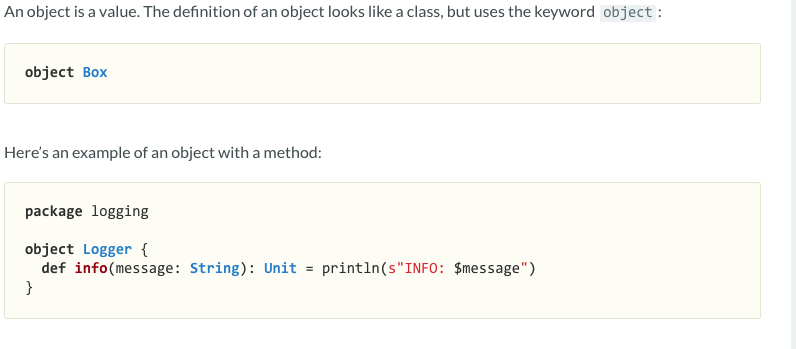 An object is a value. The definition of an object looks like a class, but uses the keyword object:
object Box
Here’s an example of an object with a method:
package logging
object Logger {
  def info(message: String): Unit = println(s"INFO: $message")
}